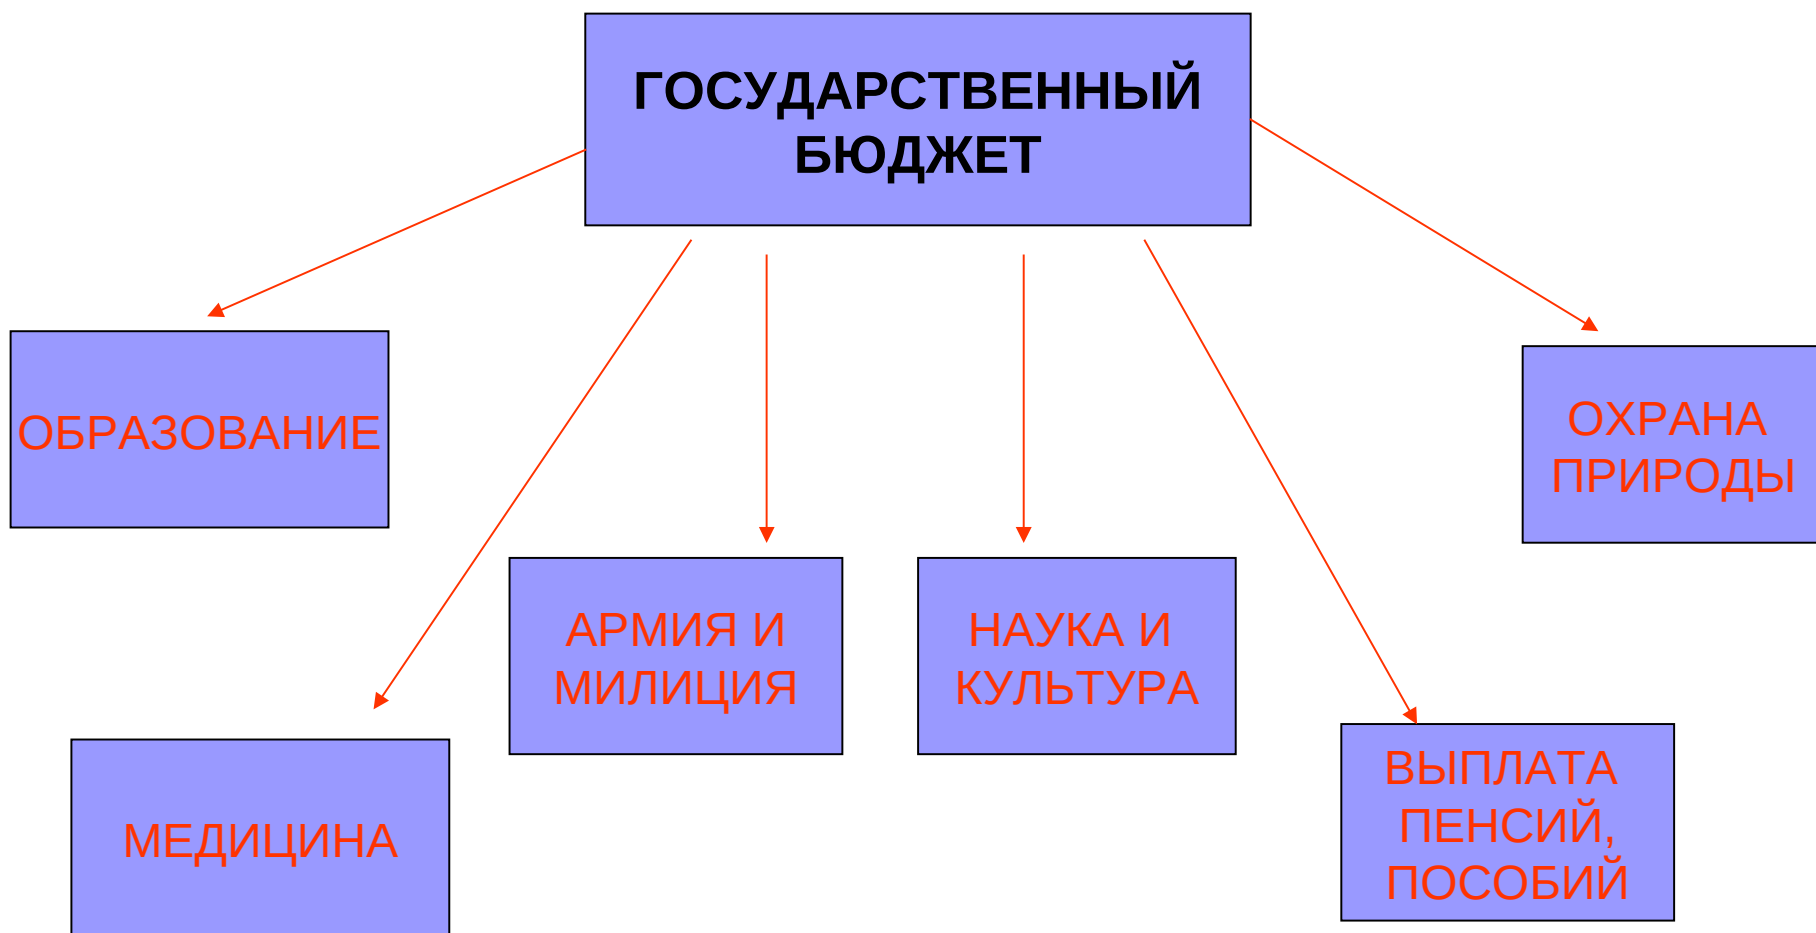 ГОСУДАРСТВЕННЫЙ
БЮДЖЕТ
ОБРАЗОВАНИЕ
ОХРАНА
ПРИРОДЫ
АРМИЯ И
МИЛИЦИЯ
НАУКА И
КУЛЬТУРА
МЕДИЦИНА
ВЫПЛАТА
ПЕНСИЙ,
ПОСОБИЙ